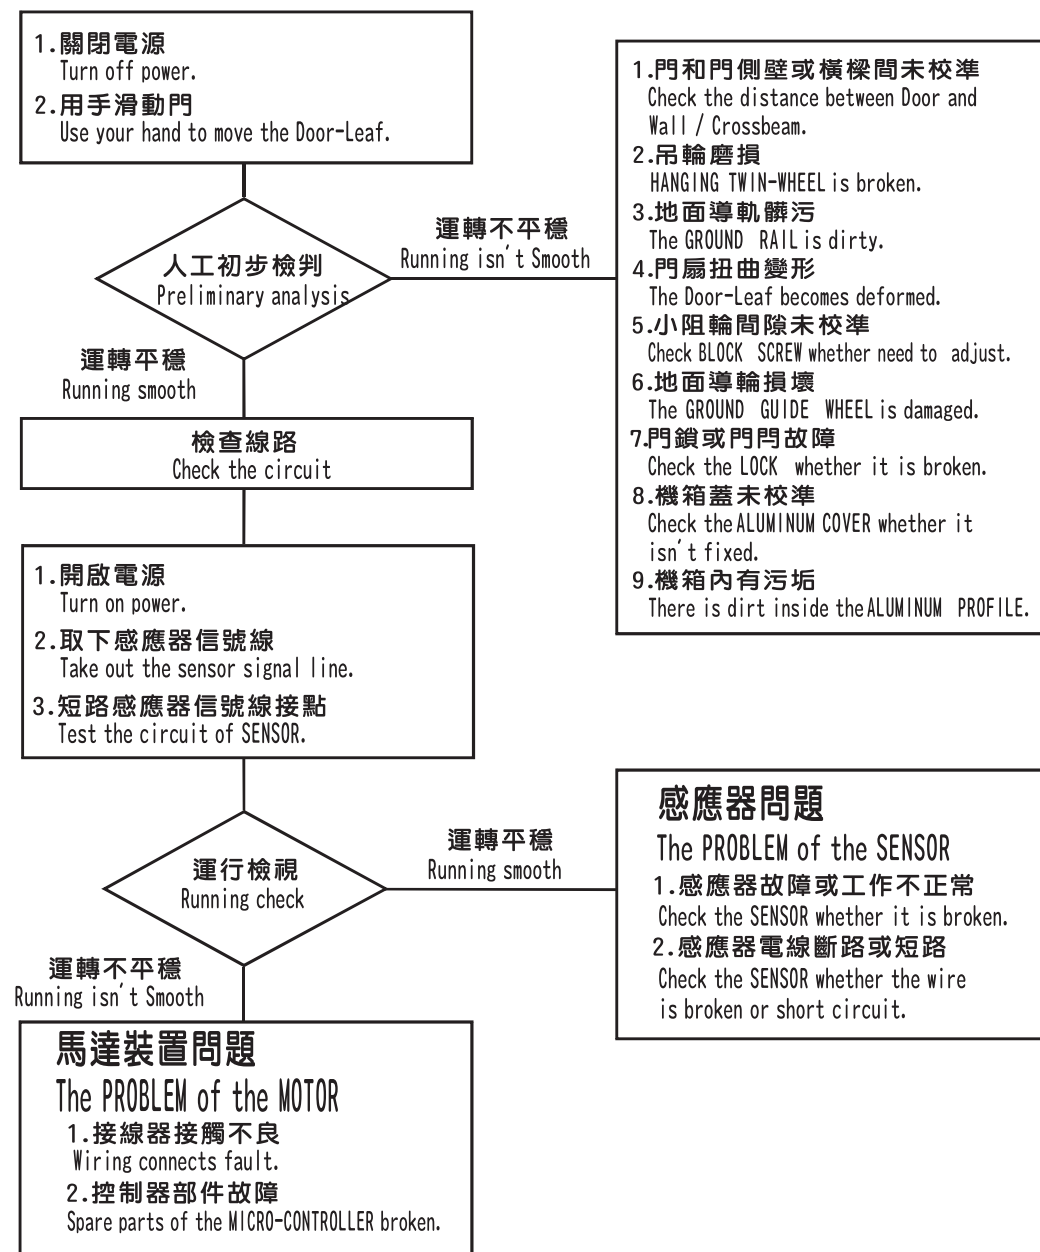 1.關閉電源
Turn off power.
2.用手滑動門
Use your hand to move the Door-Leaf.
人工初步檢判
Preliminary analysis
運轉不平穩
Running isn't Smooth
1.門和門側壁或橫樑間未校準
Check the distance between Door and
Wall / Crossbeam.
2.吊輪磨損
HANGING TWIN-WHEEL is broken.
3.地面導軌髒污
The GROUND RAIL is dirty.
4.門扇扭曲變形
The Door-Leaf becomes deformed.
5.小阻輪間隙未校準
Check BLOCK SCREW whether need to adjust.
6.地面導輪損壞
The GROUND GUIDE WHEEL is damaged.
7.門鎖或門閂故障
Check the LOCK whether it is broken.
8.機箱蓋未校準
Check the ALUMINUM COVER whether it
isn't fixed.
9.機箱內有污垢
There is dirt inside the ALUMINUM PROFILE.
運轉平穩
Running smooth
檢查線路
Check the circuit
1.開啟電源
Turn on power.
2.取下感應器信號線
Take out the sensor signal line.
3.短路感應器信號線接點
Test the circuit of SENSOR.
運行檢視
Running check
運轉平穩
Running smooth
感應器問題
The PROBLEM of the SENSOR
1.感應器故障或工作不正常
Check the SENSOR whether it is broken.
2.感應器電線斷路或短路
Check the SENSOR whether the wire
is broken or short circuit.
運轉不平穩
Running isn't Smooth
馬達裝置問題
The PROBLEM of the MOTOR
1.接線器接觸不良
Wiring connects fault.
2.控制器部件故障
Spare parts of the MICRO-CONTROLLER broken.